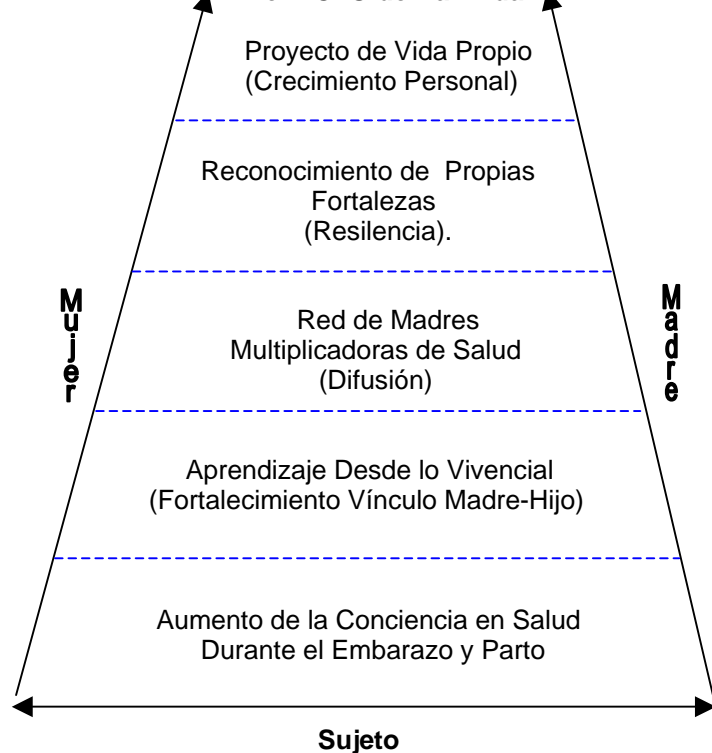 Proyecto de Vida Propio
(Crecimiento Personal)
Reconocimiento de Propias
Fortalezas
(Resilencia).
Mujer
Madre
Red de Madres
Multiplicadoras de Salud
(Difusión)
Aprendizaje Desde lo Vivencial
(Fortalecimiento Vínculo Madre-Hijo)
Aumento de la Conciencia en Salud
Durante el Embarazo y Parto
Sujeto